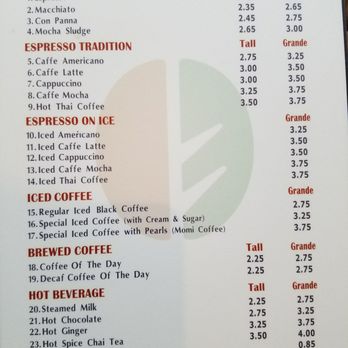 2. Macchiato 2.35 2.65
3. Con Panna 2.45 2.75
4. Mocha Sludge 2.65 3.00
ESPRESSO TRADITION Tall Grande
5. Caffe Americano 2.75 3.25
6. Caffe Latte 3.00 3.50
7. Cappuccino 3.00 3.50
8. Caffe Mocha 3.25 3.75
9. Hot Thai Coffee 3.50 3.75
ESPRESSO ON ICE Grande
10. Iced Americano 3.25
11. Iced Caffe Latte 3.50
12. Iced Cappuccino 3.50
13. Iced Caffe Mocha 3.75
14. Iced Thai Coffee 3.75
ICED COFFEE Grande
15. Regular Iced Black Coffee 2.75
16. Special Iced Coffee (with Cream & Sugar) 3.25
17. Special Iced Coffee with Pearls (Momi Coffee) 3.75
BREWED COFFEE Tall Grande
18. Coffee Of The Day 2.25 2.75
19. Decaf Coffee Of The Day 2.25 2.75
HOT BEVERAGE Tall Grande
20. Steamed Milk 2.25 2.75
21. Hot Chocolate 2.75 3.25
22. Hot Ginger 3.25 3.75
23. Hot Spice Chai Tea 3.50 4.00
0.85